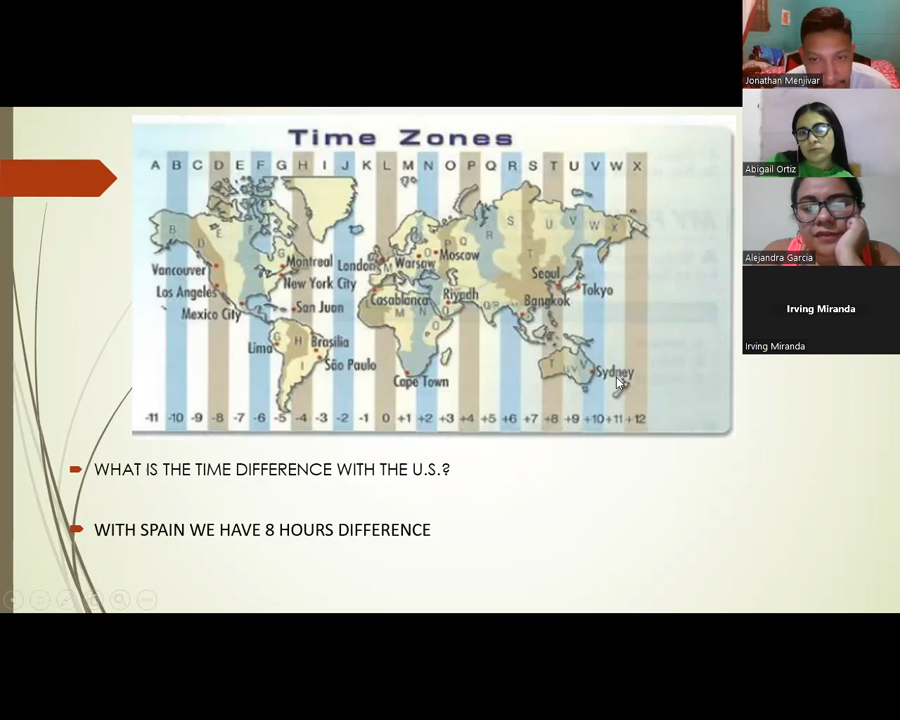 Time Zones
A B C D E F G H I J K L M N O P Q R S T U V W X
B
D
E
F
G
Vancouver
Los Angeles
Mexico City
Montreal
New York City
San Juan
London
M
Warsaw
O
Moscow
P
Q
R
S
T
U
V
W
X
Casablanca
Riyadh
Seoul
Tokyo
Bangkok
M
N
O
O
QR
Lima
G
H
I
Brasilia
São Paulo
Cape Town
T
UV
V
Sydney
-11 -10 -9 -8 -7 -6 -5 -4 -3 -2 -1 0 +1 +2 +3 +4 +5 +6 +7 +8 +9 +10 +11 +12
WHAT IS THE TIME DIFFERENCE WITH THE U.S.?
WITH SPAIN WE HAVE 8 HOURS DIFFERENCE
Jonathan Menjivar
Abigail Ortiz
Alejandra Garcia
Irving Miranda
Irving Miranda